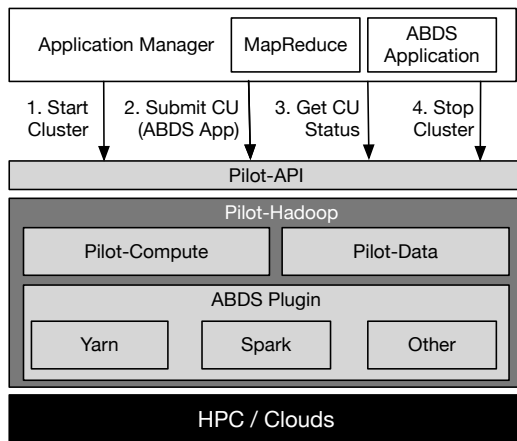 Application Manager
MapReduce
ABDS
Application
1. Start
Cluster
2. Submit CU
(ABDS App)
3. Get CU
Status
4. Stop
Cluster
Pilot-API
Pilot-Hadoop
Pilot-Compute
Pilot-Data
ABDS Plugin
Yarn
Spark
Other
HPC / Clouds